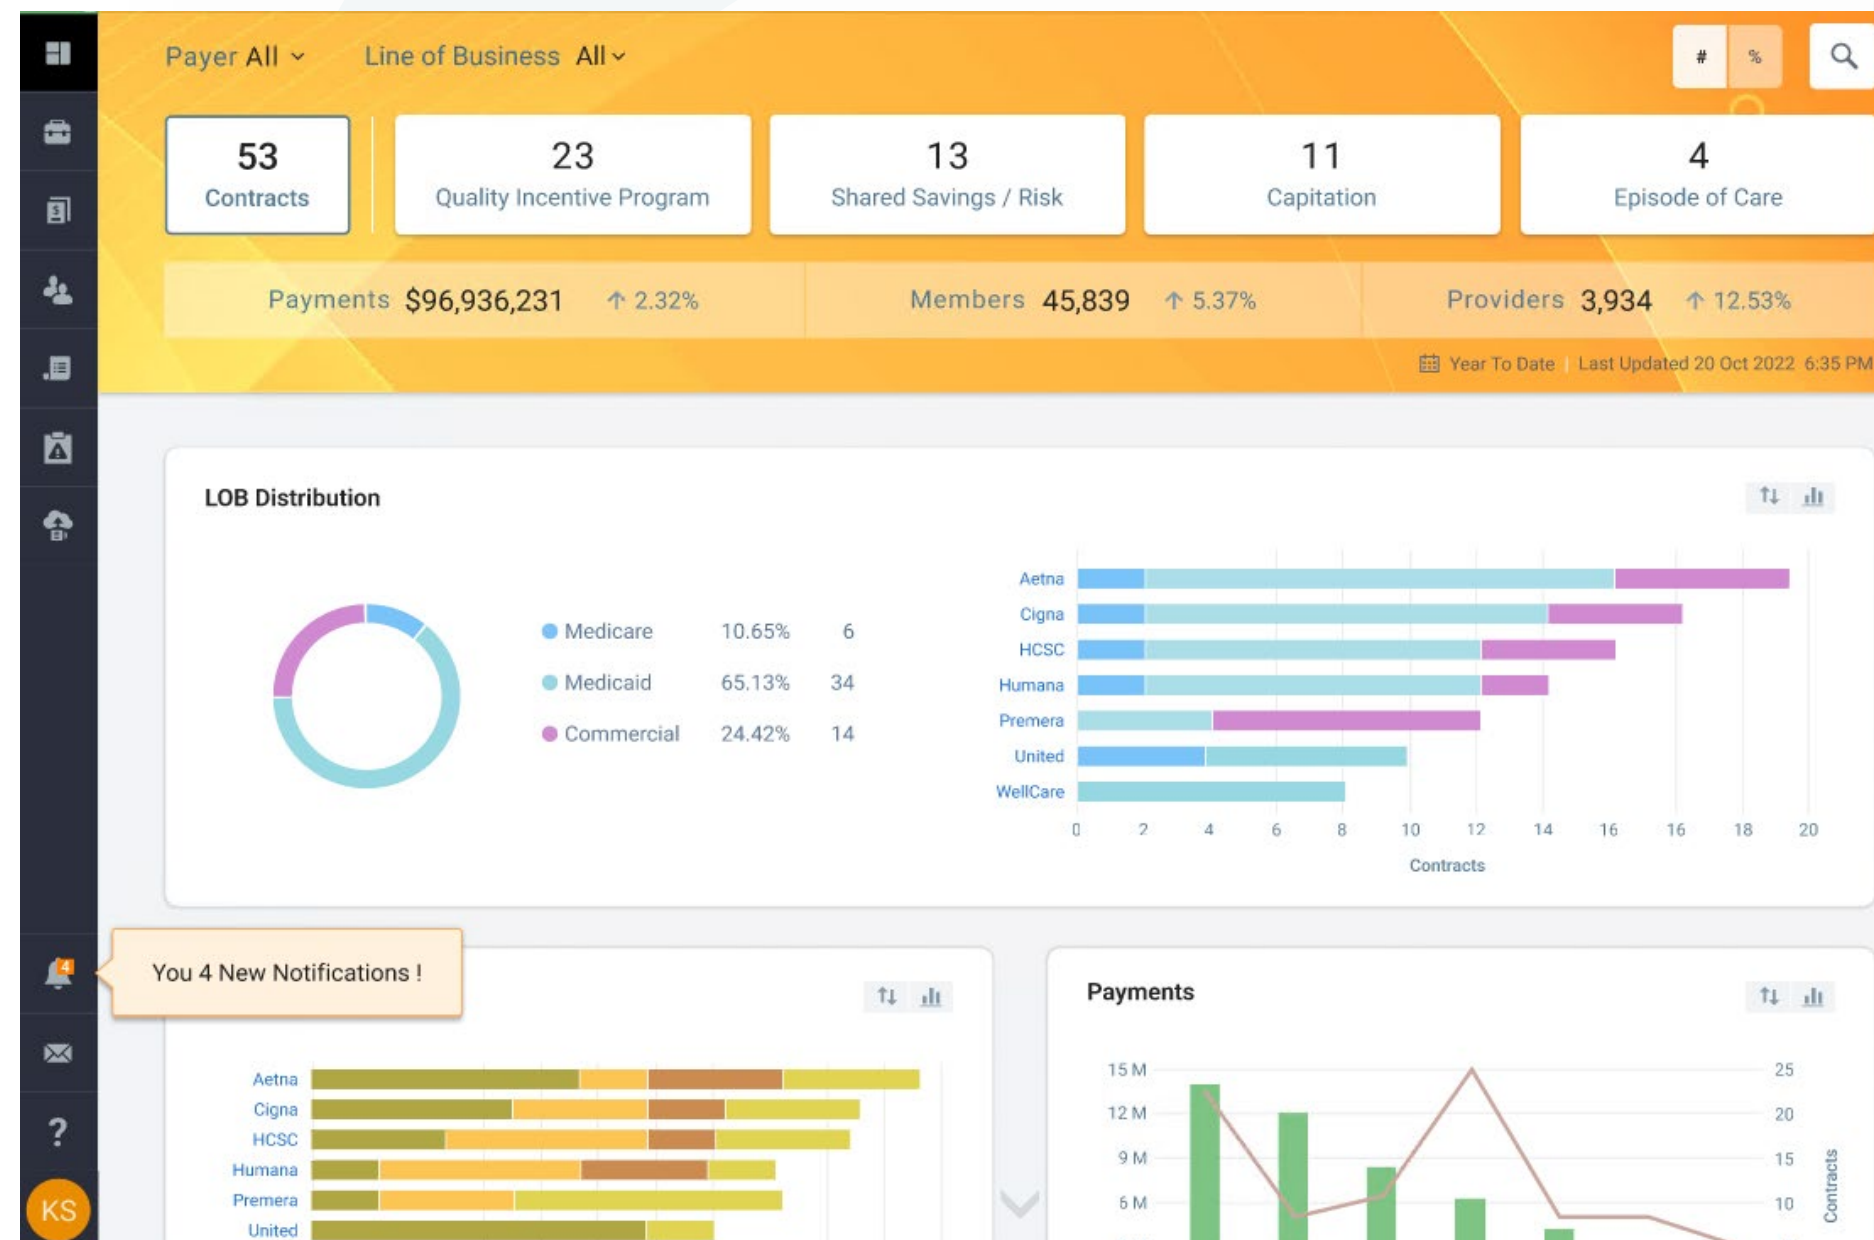 Payer All
Line of Business All
#
%
53
Contracts
23
Quality Incentive Program
13
Shared Savings / Risk
11
Capitation
4
Episode of Care
Payments $96,936,231 ↑ 2.32%
Members 45,839 ↑ 5.37%
Providers 3,934 ↑ 12.53%
Year To Date | Last Updated 20 Oct 2022 6:35 PM
LOB Distribution
Medicare 10.65% 6
Medicaid 65.13% 34
Commercial 24.42% 14
Aetna
Cigna
HCSC
Humana
Premera
United
WellCare
0 2 4 6 8 10 12 14 16 16 18 20
Contracts
4
You 4 New Notifications !
Aetna
Cigna
HCSC
Humana
Premera
United
Payments
15 M
12 M
9 M
6 M
25
20
15
10
Contracts
?
KS